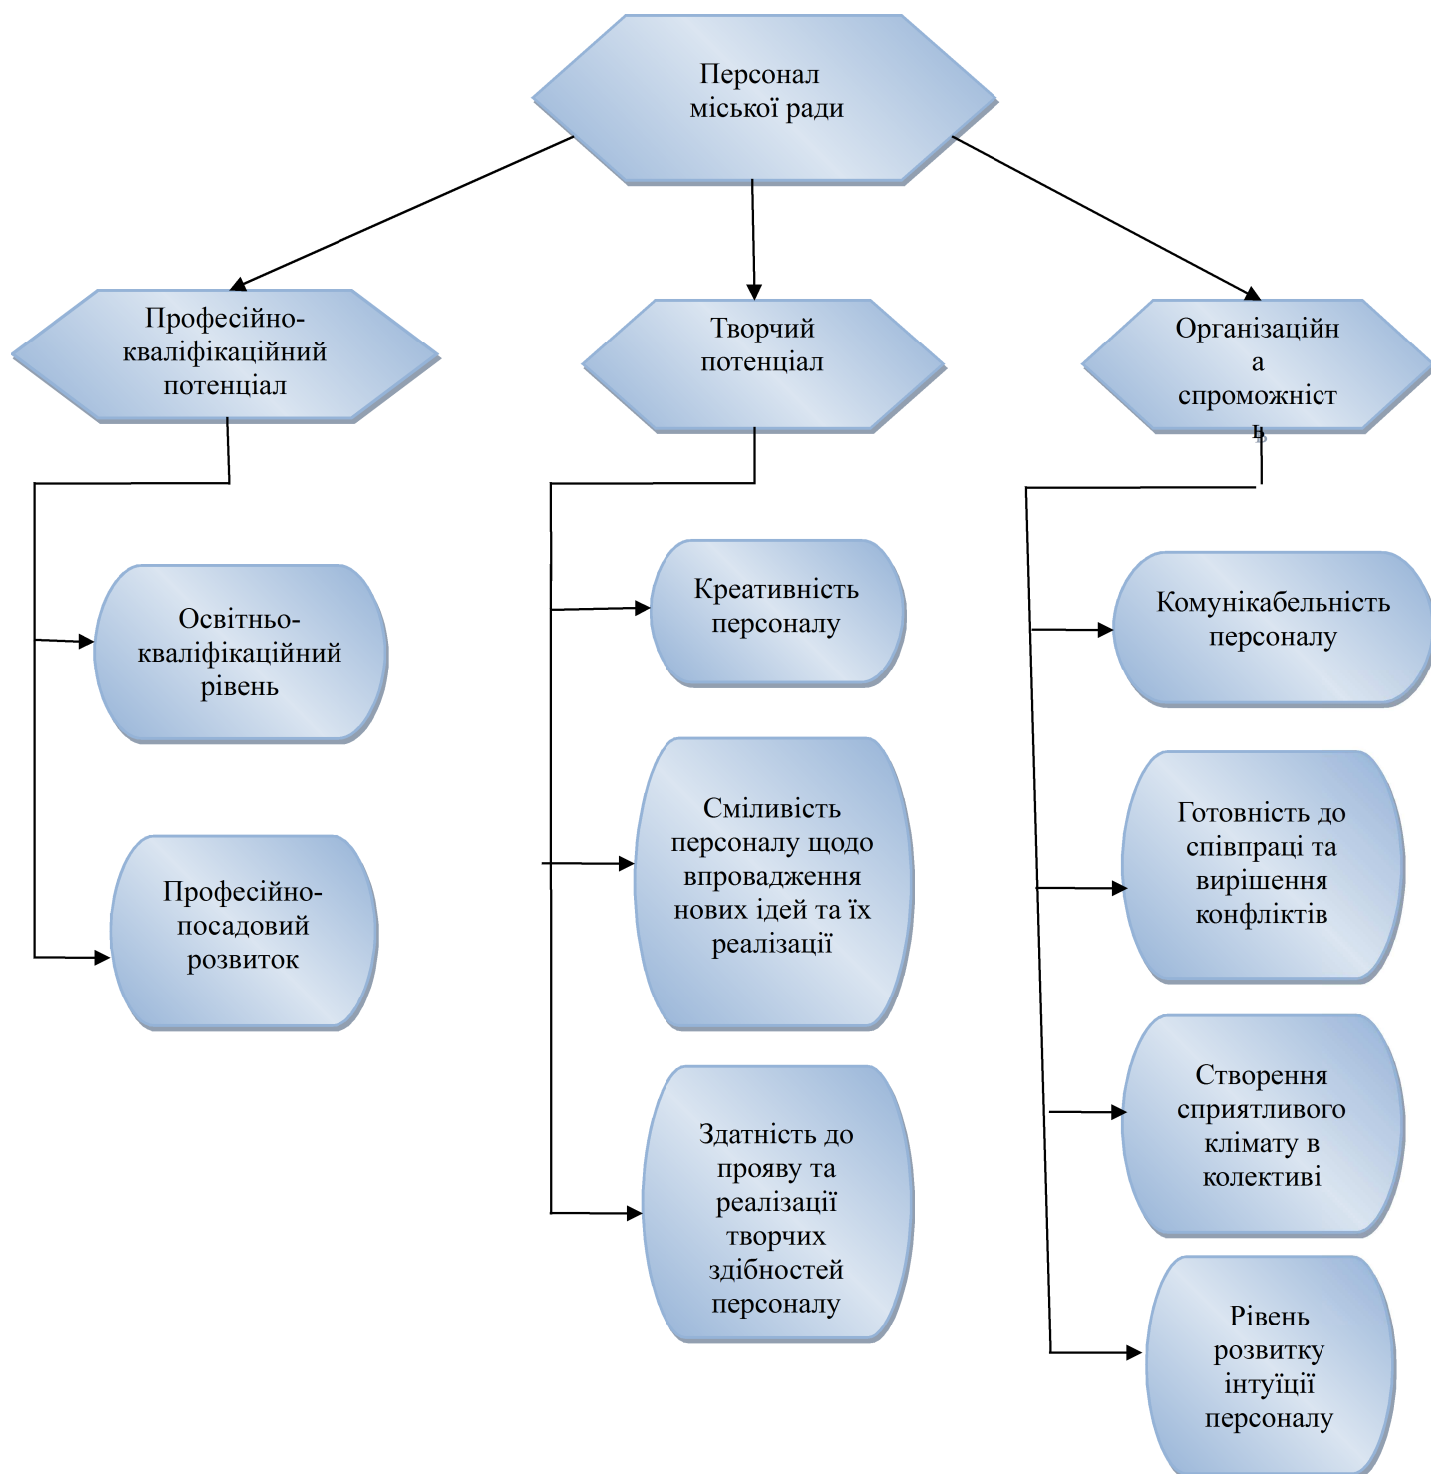 Персонал
міської ради
Професійно-
кваліфікаційний
потенціал
Творчий
потенціал
Організаційн
а
спроможніст
ь
Освітньо-
кваліфікаційний
рівень
Професійно-
посадовий
розвиток
Креативність
персоналу
Сміливість
персоналу щодо
впровадження
нових ідей та їх
реалізації
Здатність до
прояву та
реалізації
творчих
здібностей
персоналу
Комунікабельність
персоналу
Готовність до
співпраці та
вирішення
конфліктів
Створення
сприятливого
клімату в
колективі
Рівень
розвитку
інтуїції
персоналу